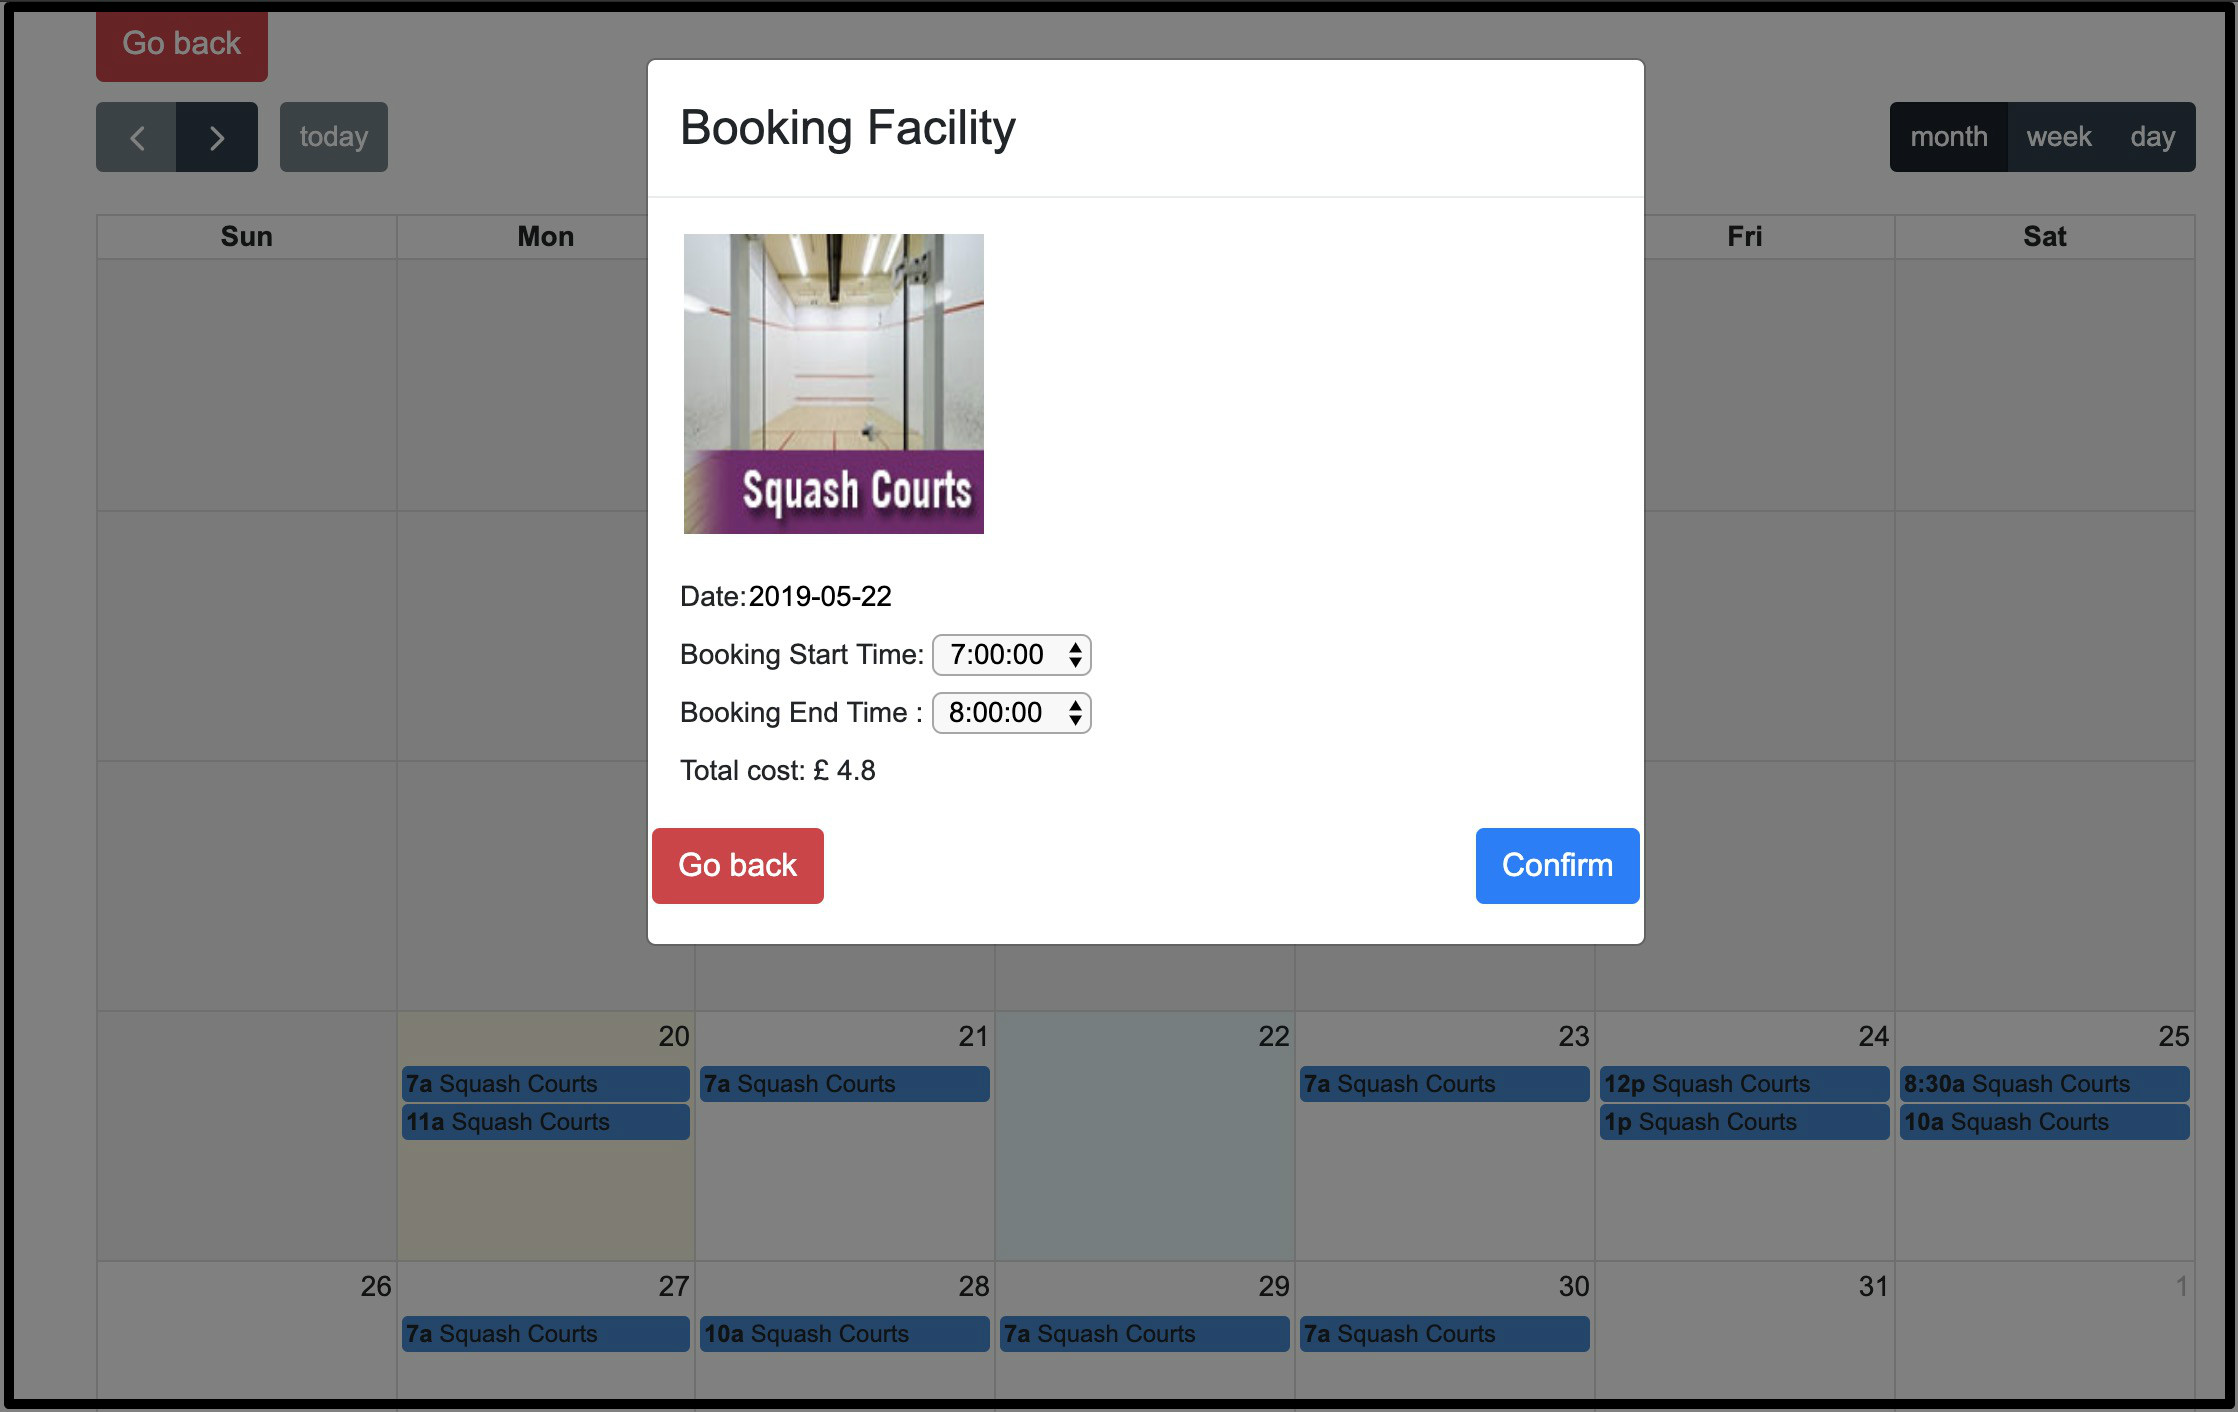 Go back
today
month week day
Booking Facility
Sun Mon Fri Sat
Squash Courts
Date:2019-05-22
Booking Start Time: 7:00:00
Booking End Time : 8:00:00
Total cost: £ 4.8
Go back Confirm
20 21 22 23 24 25
7a Squash Courts 7a Squash Courts 7a Squash Courts 12p Squash Courts 8:30a Squash Courts
11a Squash Courts 1p Squash Courts 10a Squash Courts
26 27 28 29 30 31 1
7a Squash Courts 10a Squash Courts 7a Squash Courts 7a Squash Courts